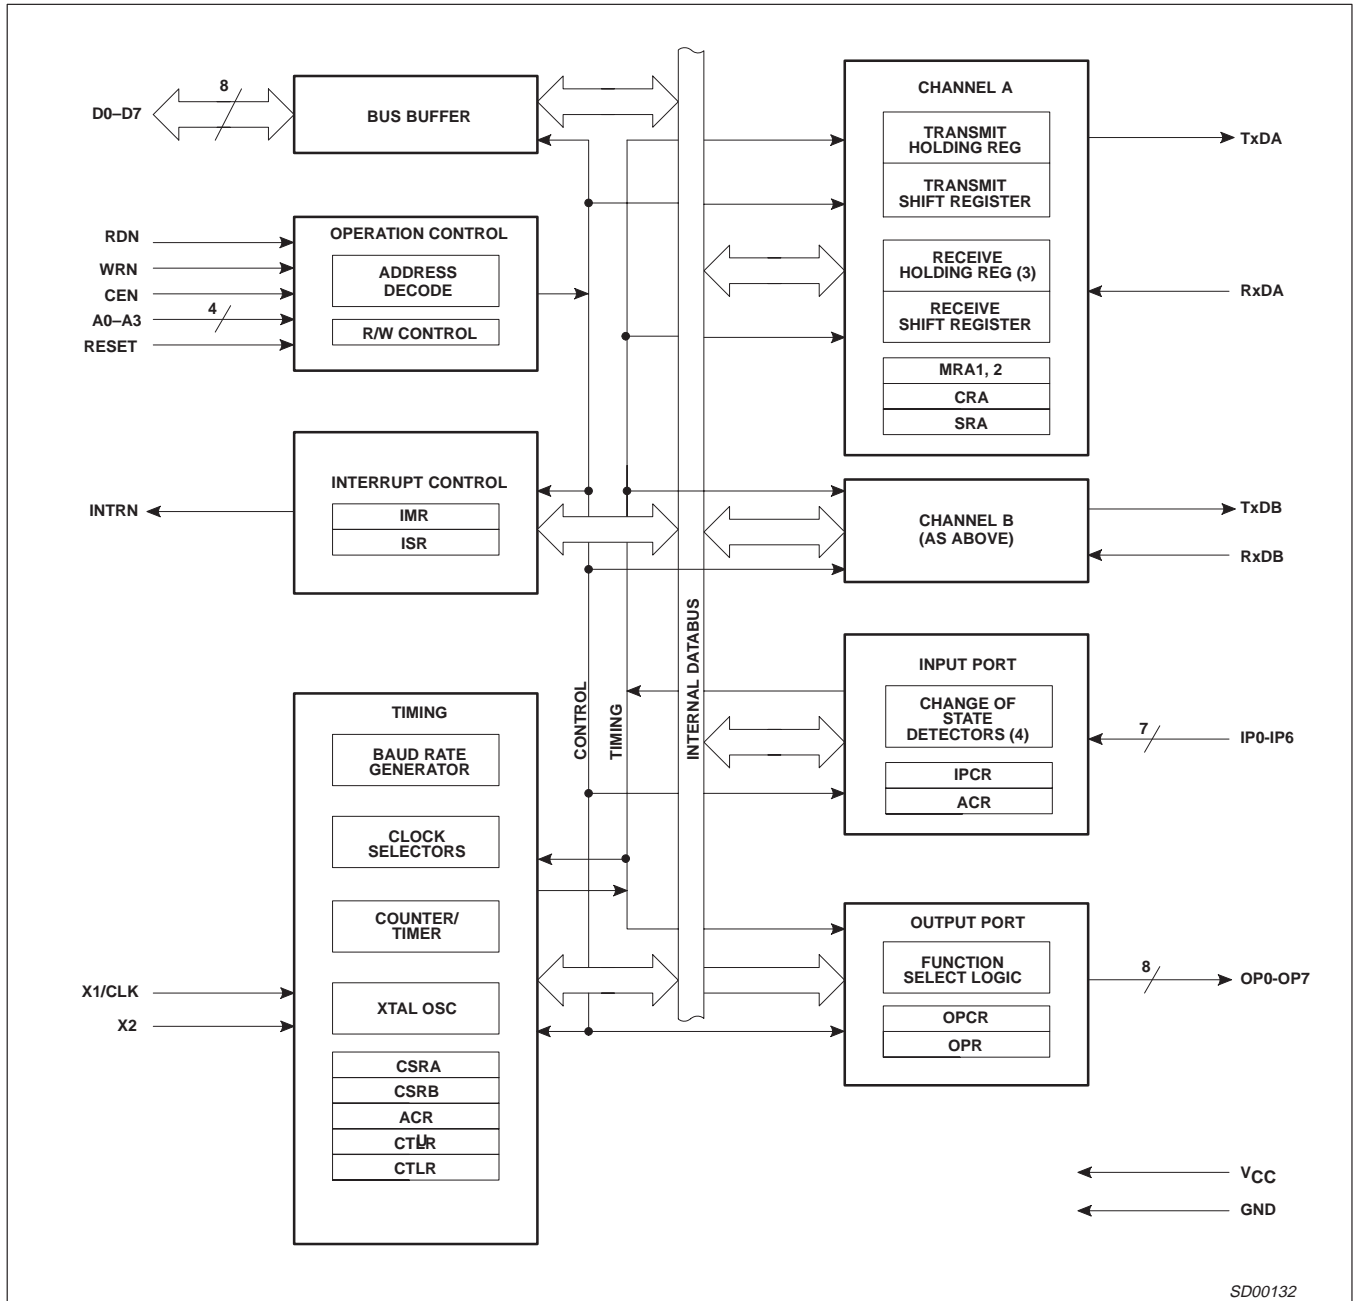 D0–D7
8
BUS BUFFER
RDN
WRN
CEN
A0–A3
4
RESET
OPERATION CONTROL
ADDRESS
DECODE
R/W CONTROL
INTRN
INTERRUPT CONTROL
IMR
ISR
TIMING
BAUD RATE
GENERATOR
CLOCK
SELECTORS
COUNTER/
TIMER
X1/CLK
X2
XTAL OSC
CSRA
CSRB
ACR
CTLR
CONTROL
TIMING
INTERNAL DATABUS
CHANNEL A
TRANSMIT
HOLDING REG
TRANSMIT
SHIFT REGISTER
RECEIVE
HOLDING REG (3)
RECEIVE
SHIFT REGISTER
MRA1, 2
CRA
SRA
TxDA
RxDA
CHANNEL B
(AS ABOVE)
TxDB
RxDB
INPUT PORT
CHANGE OF
STATE
DETECTORS (4)
IPCR
ACR
7
IP0-IP6
OUTPUT PORT
FUNCTION
SELECT LOGIC
OPCR
OPR
8
OP0-OP7
VCC
GND
SD00132